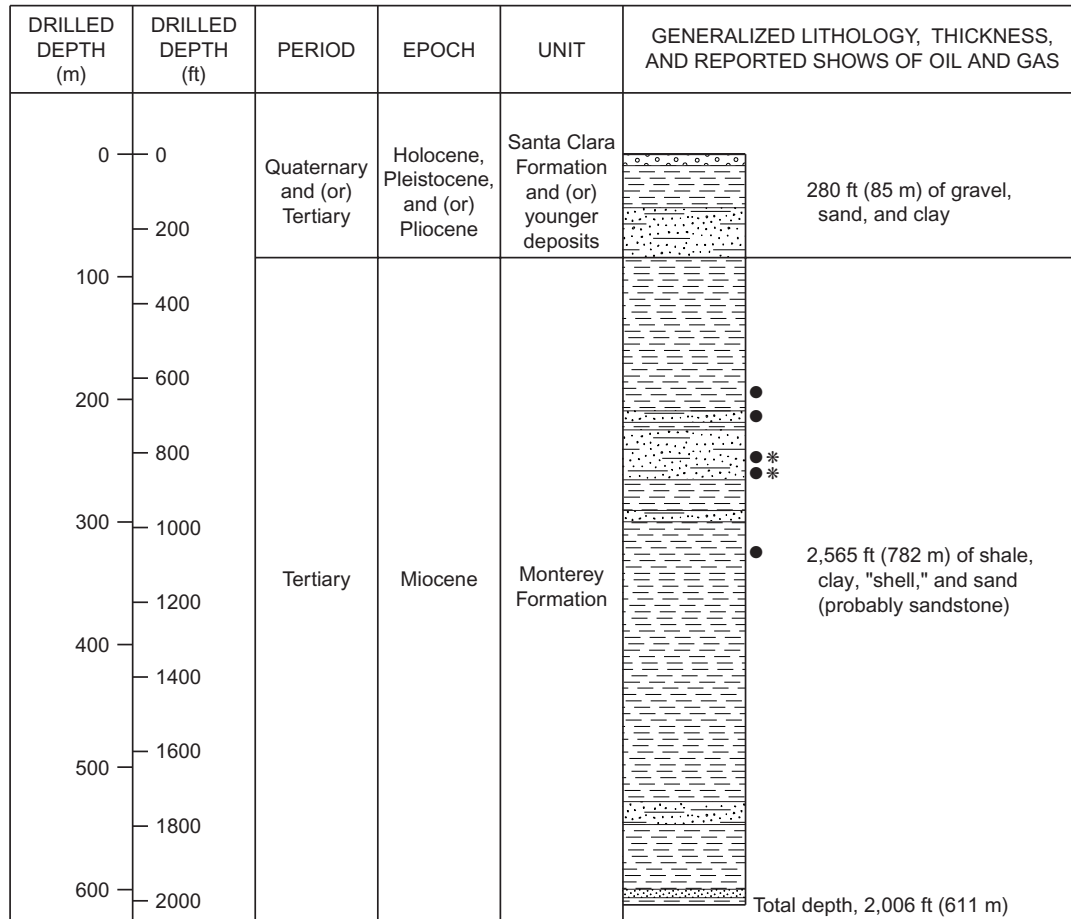 DRILLED
DEPTH
(m)
DRILLED
DEPTH
(ft)
PERIOD
EPOCH
UNIT
GENERALIZED LITHOLOGY, THICKNESS,
AND REPORTED SHOWS OF OIL AND GAS
0
100
200
300
400
500
600
0
200
400
600
800
1000
1200
1400
1600
1800
2000
Quaternary
and (or)
Tertiary
Holocene,
Pleistocene,
and (or)
Pliocene
Santa Clara
Formation
and (or)
younger
deposits
280 ft (85 m) of gravel,
sand, and clay
Tertiary
Miocene
Monterey
Formation
2,565 ft (782 m) of shale,
clay, "shell," and sand
(probably sandstone)
Total depth, 2,006 ft (611 m)